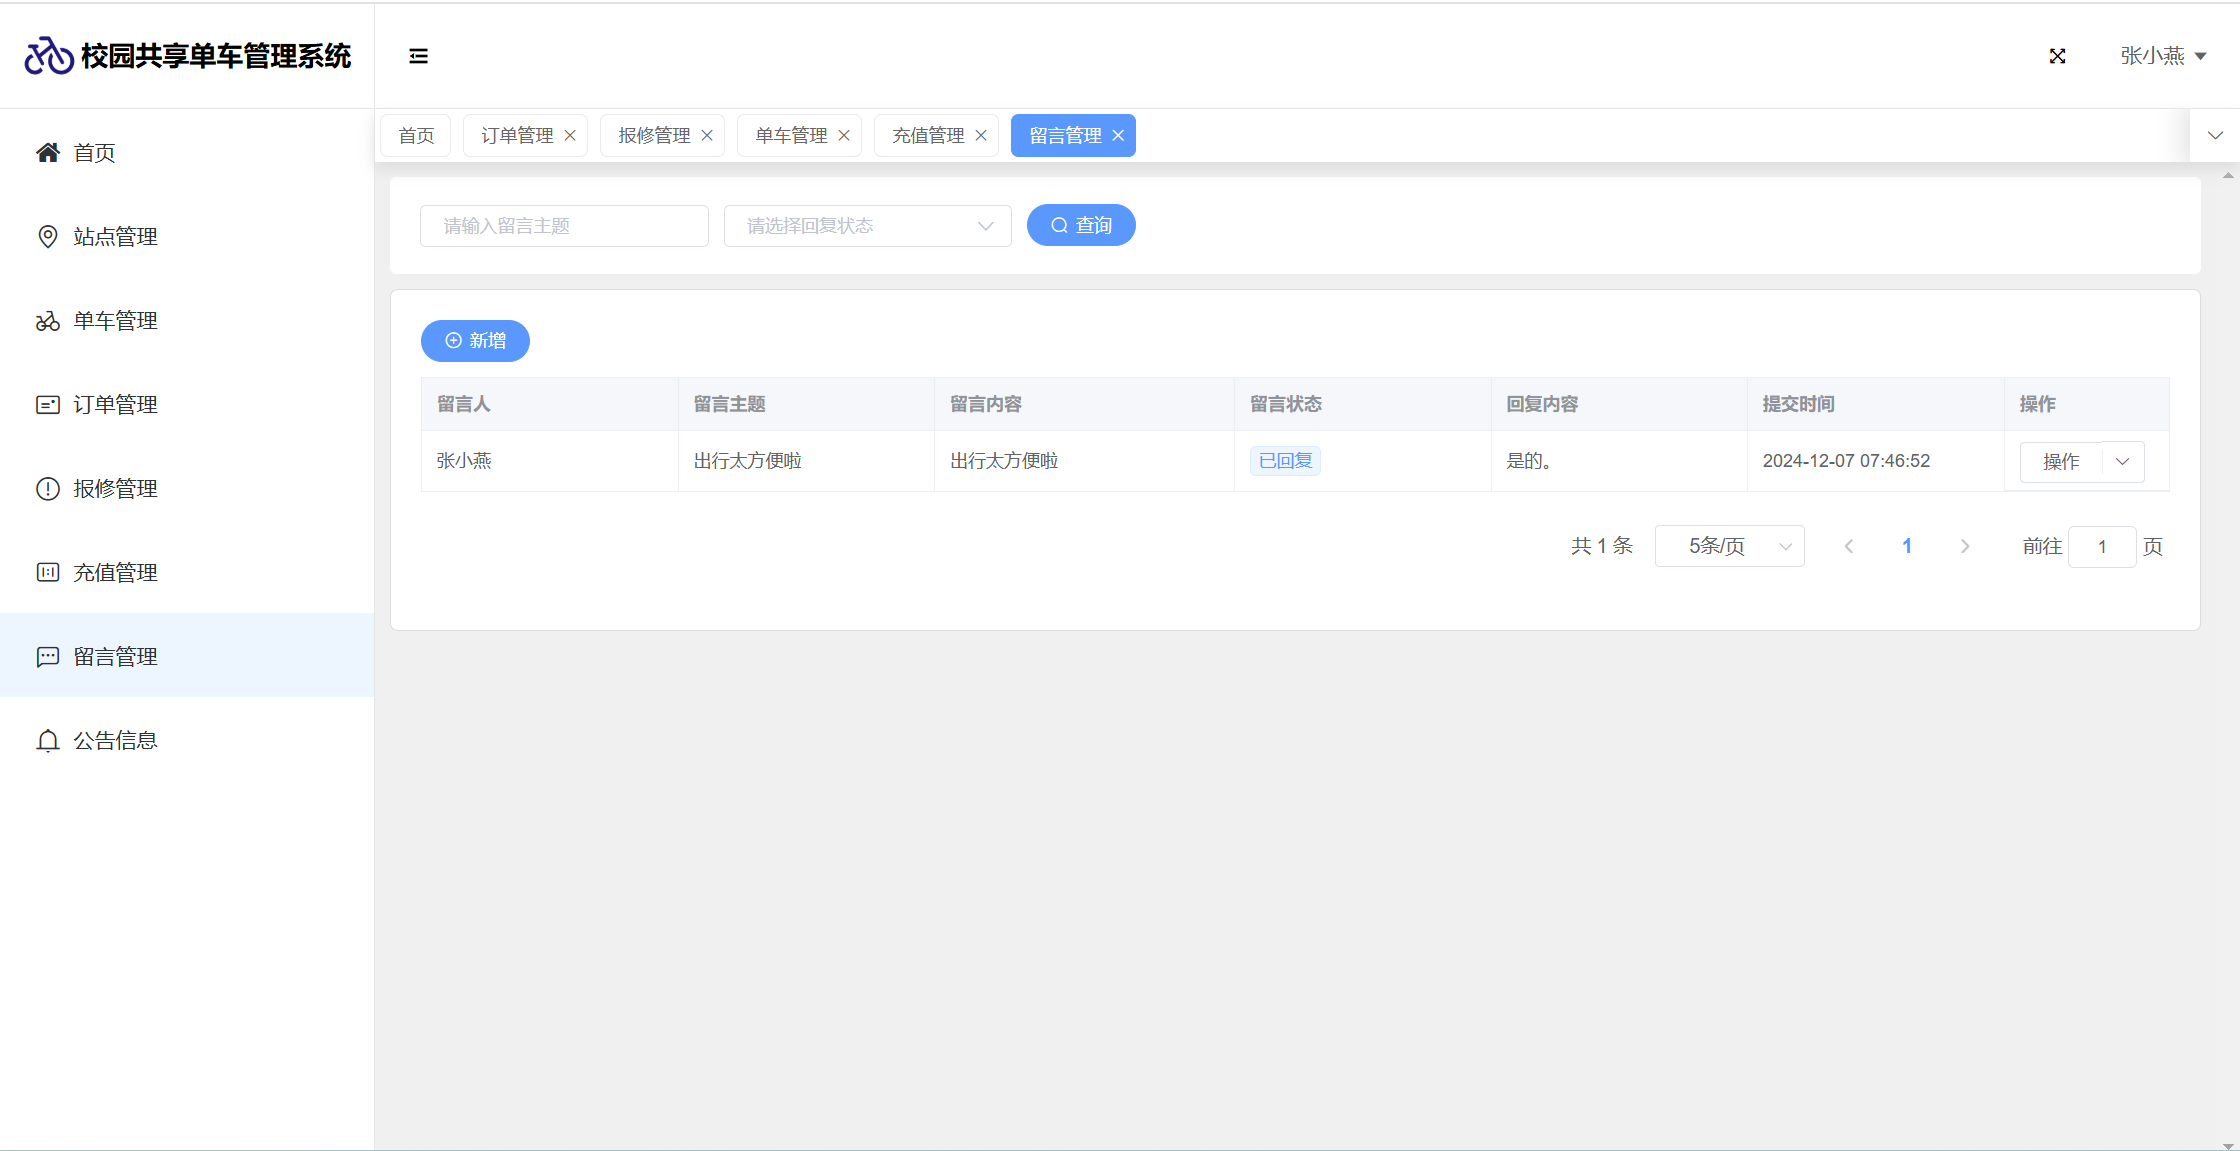 校园共享单车管理系统
张小燕
首页
站点管理
单车管理
订单管理
报修管理
充值管理
留言管理
公告信息
首页 订单管理 报修管理 单车管理 充值管理 留言管理
请输入留言主题 请选择回复状态 查询
新增
留言人 留言主题 留言内容 留言状态 回复内容 提交时间 操作
张小燕 出行太方便啦 出行太方便啦 已回复 是的。 2024-12-07 07:46:52 操作
共 1 条 5条/页 1 前往 1 页